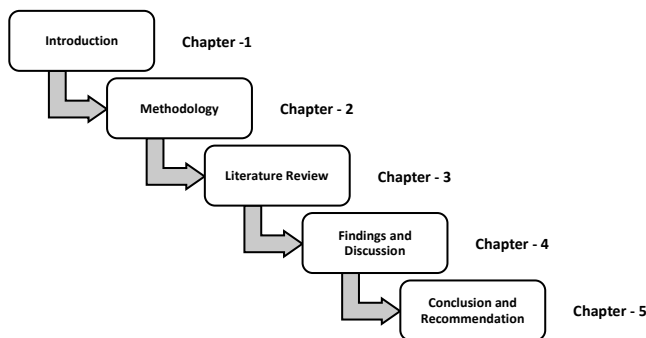 Introduction
Chapter -1
Methodology
Chapter - 2
Literature Review
Chapter - 3
Findings and
Discussion
Chapter - 4
Conclusion and
Recommendation
Chapter - 5